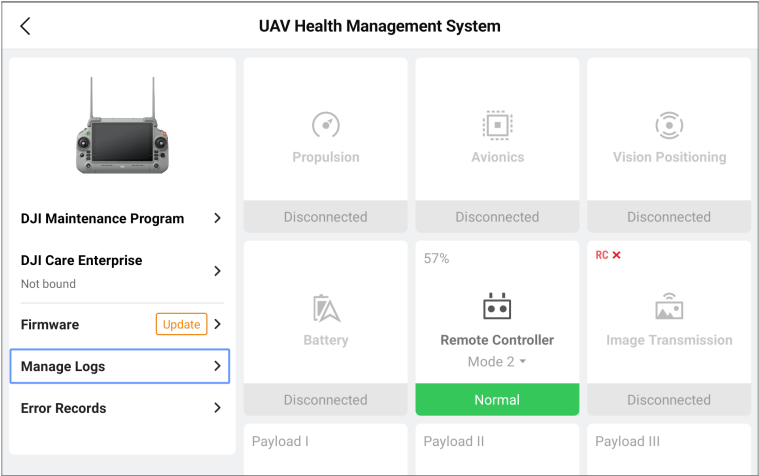 UAV Health Management System
DJI Maintenance Program
DJI Care Enterprise
Not bound
Firmware
Update
Manage Logs
Error Records
Propulsion
Disconnected
Avionics
Disconnected
Vision Positioning
Disconnected
Battery
Disconnected
57%
Remote Controller
Mode 2
Normal
RC
Image Transmission
Disconnected
Payload I
Payload II
Payload III